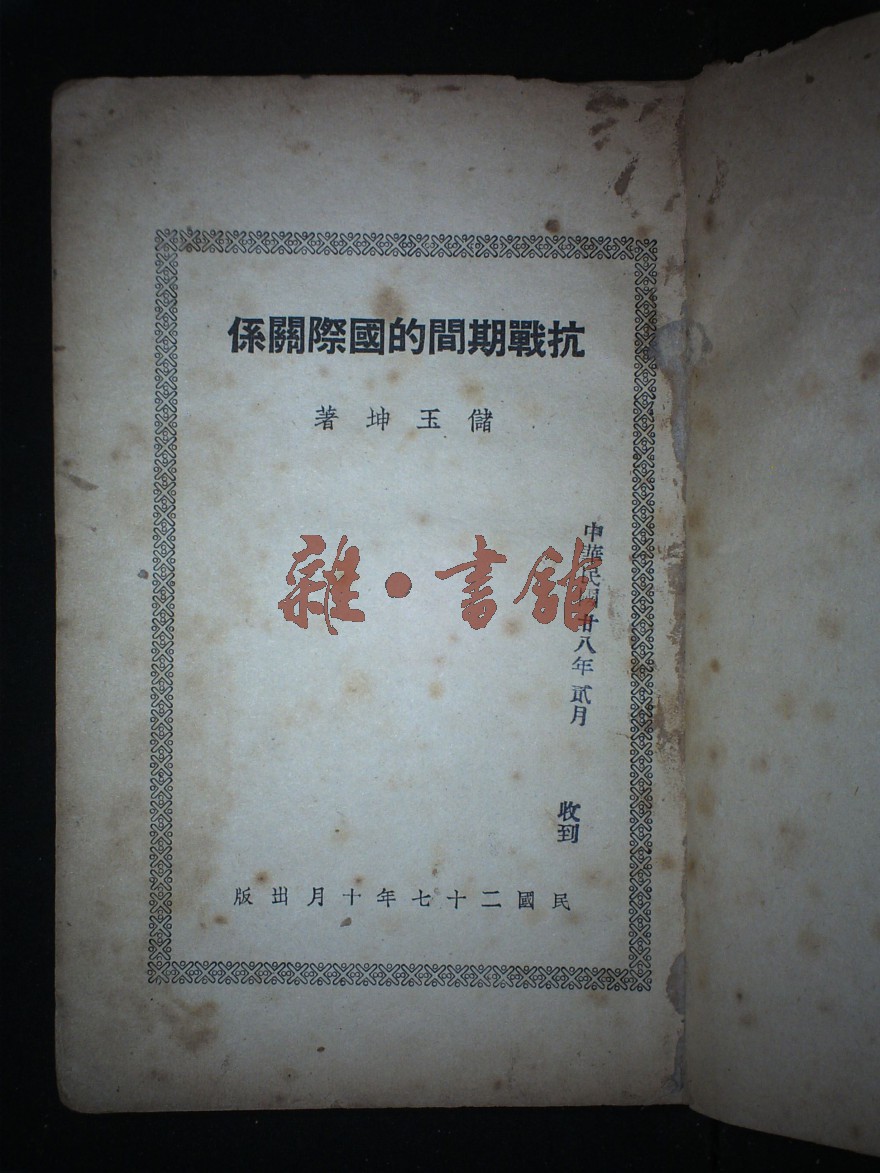 抗戰期間的國際關係
儲玉坤著
雜·書館
中華民國廿八年貳月
收到
民國二十七年十月出版